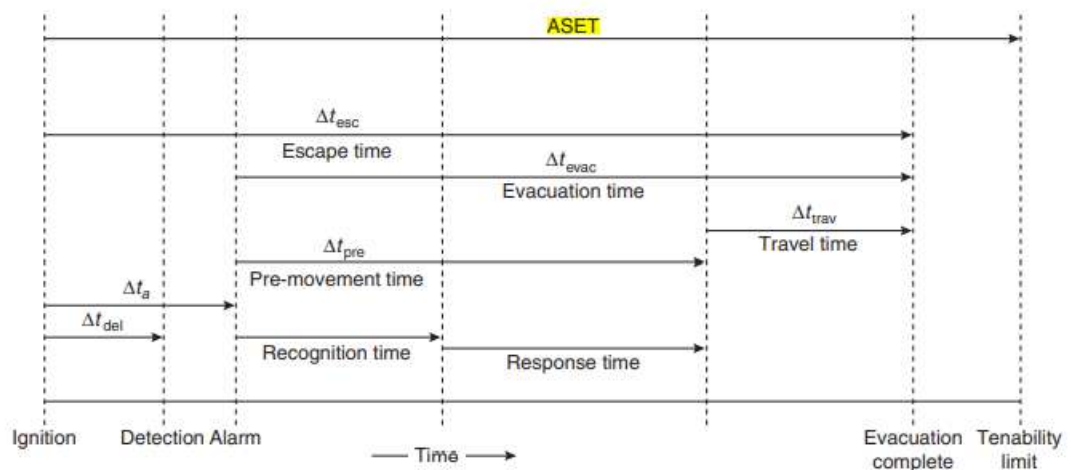 ASET
Δt_esc
Escape time
Δt_evac
Evacuation time
Δt_trav
Travel time
Δt_pre
Pre-movement time
Δt_a
Δt_del
Recognition time
Response time
Ignition
Detection Alarm
Time
Evacuation
complete
Tenability
limit